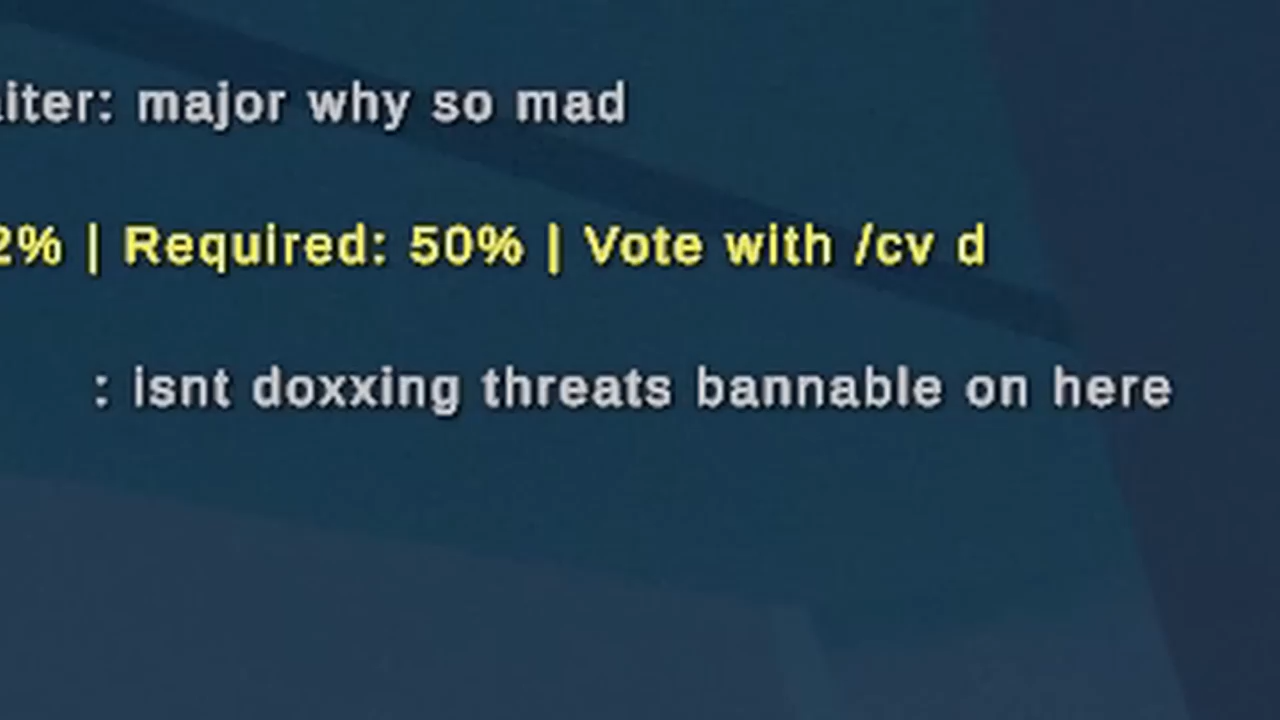 iter: major why so mad
2% | Required: 50% | Vote with /cv d
: isnt doxxing threats bannable on here